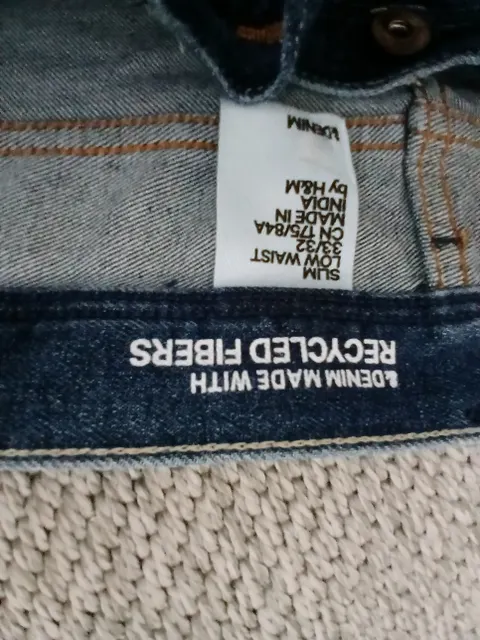 &DENIM MADE WITH
RECYCLED FIBERS
SLIM
LOW WAIST
33/32
CN 175/84A
MADE IN
INDIA
by H&M
&DENIM